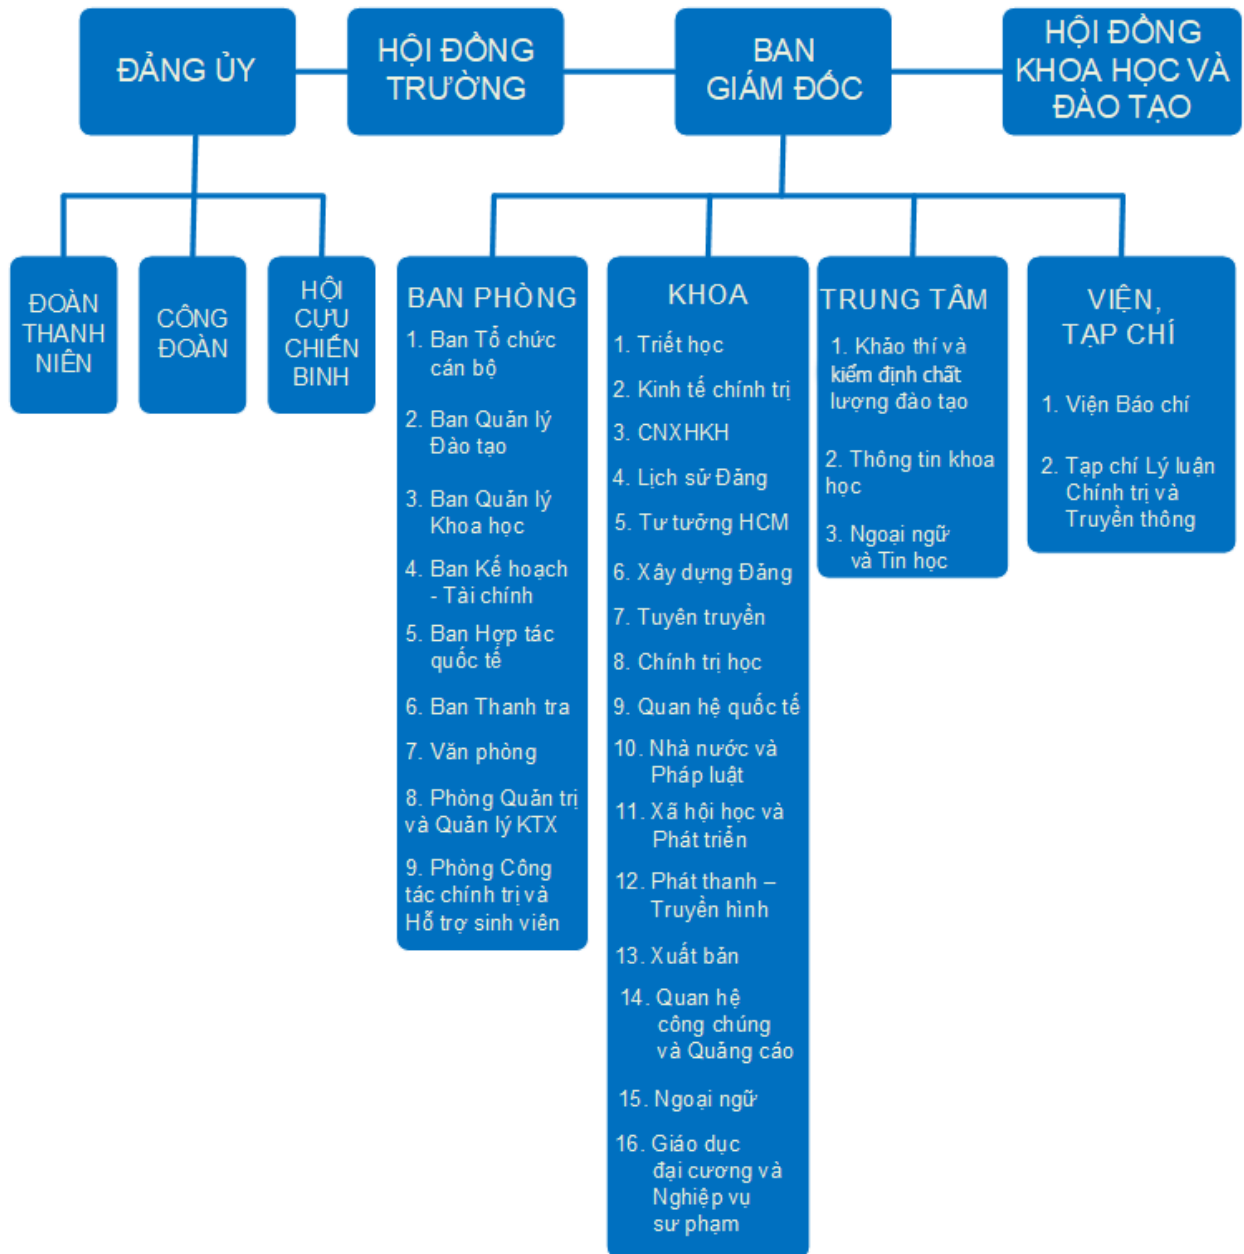 ĐẢNG ỦY
HỘI ĐỒNG
TRƯỜNG
BAN
GIÁM ĐỐC
HỘI ĐỒNG
KHOA HỌC VÀ
ĐÀO TẠO
ĐOÀN
THANH
NIÊN
CÔNG
ĐOÀN
HỘI
CỰU
CHIẾN
BINH
BAN PHÒNG
1. Ban Tổ chức
cán bộ
2. Ban Quản lý
Đào tạo
3. Ban Quản lý
Khoa học
4. Ban Kế hoạch
- Tài chính
5. Ban Hợp tác
quốc tế
6. Ban Thanh tra
7. Văn phòng
8. Phòng Quản trị
và Quản lý KTX
9. Phòng Công
tác chính trị và
Hỗ trợ sinh viên
KHOA
1. Triết học
2. Kinh tế chính trị
3. CNXHKH
4. Lịch sử Đảng
5. Tư tưởng HCM
6. Xây dựng Đảng
7. Tuyên truyền
8. Chính trị học
9. Quan hệ quốc tế
10. Nhà nước và
Pháp luật
11. Xã hội học và
Phát triển
12. Phát thanh –
Truyền hình
13. Xuất bản
14. Quan hệ
công chúng
và Quảng cáo
15. Ngoại ngữ
16. Giáo dục
đại cương và
Nghiệp vụ
sư phạm
TRUNG TÂM
1. Khảo thí và
kiểm định chất
lượng đào tạo
2. Thông tin khoa
học
3. Ngoại ngữ
và Tin học
VIỆN,
TẠP CHÍ
1. Viện Báo chí
2. Tạp chí Lý luận
Chính trị và
Truyền thông